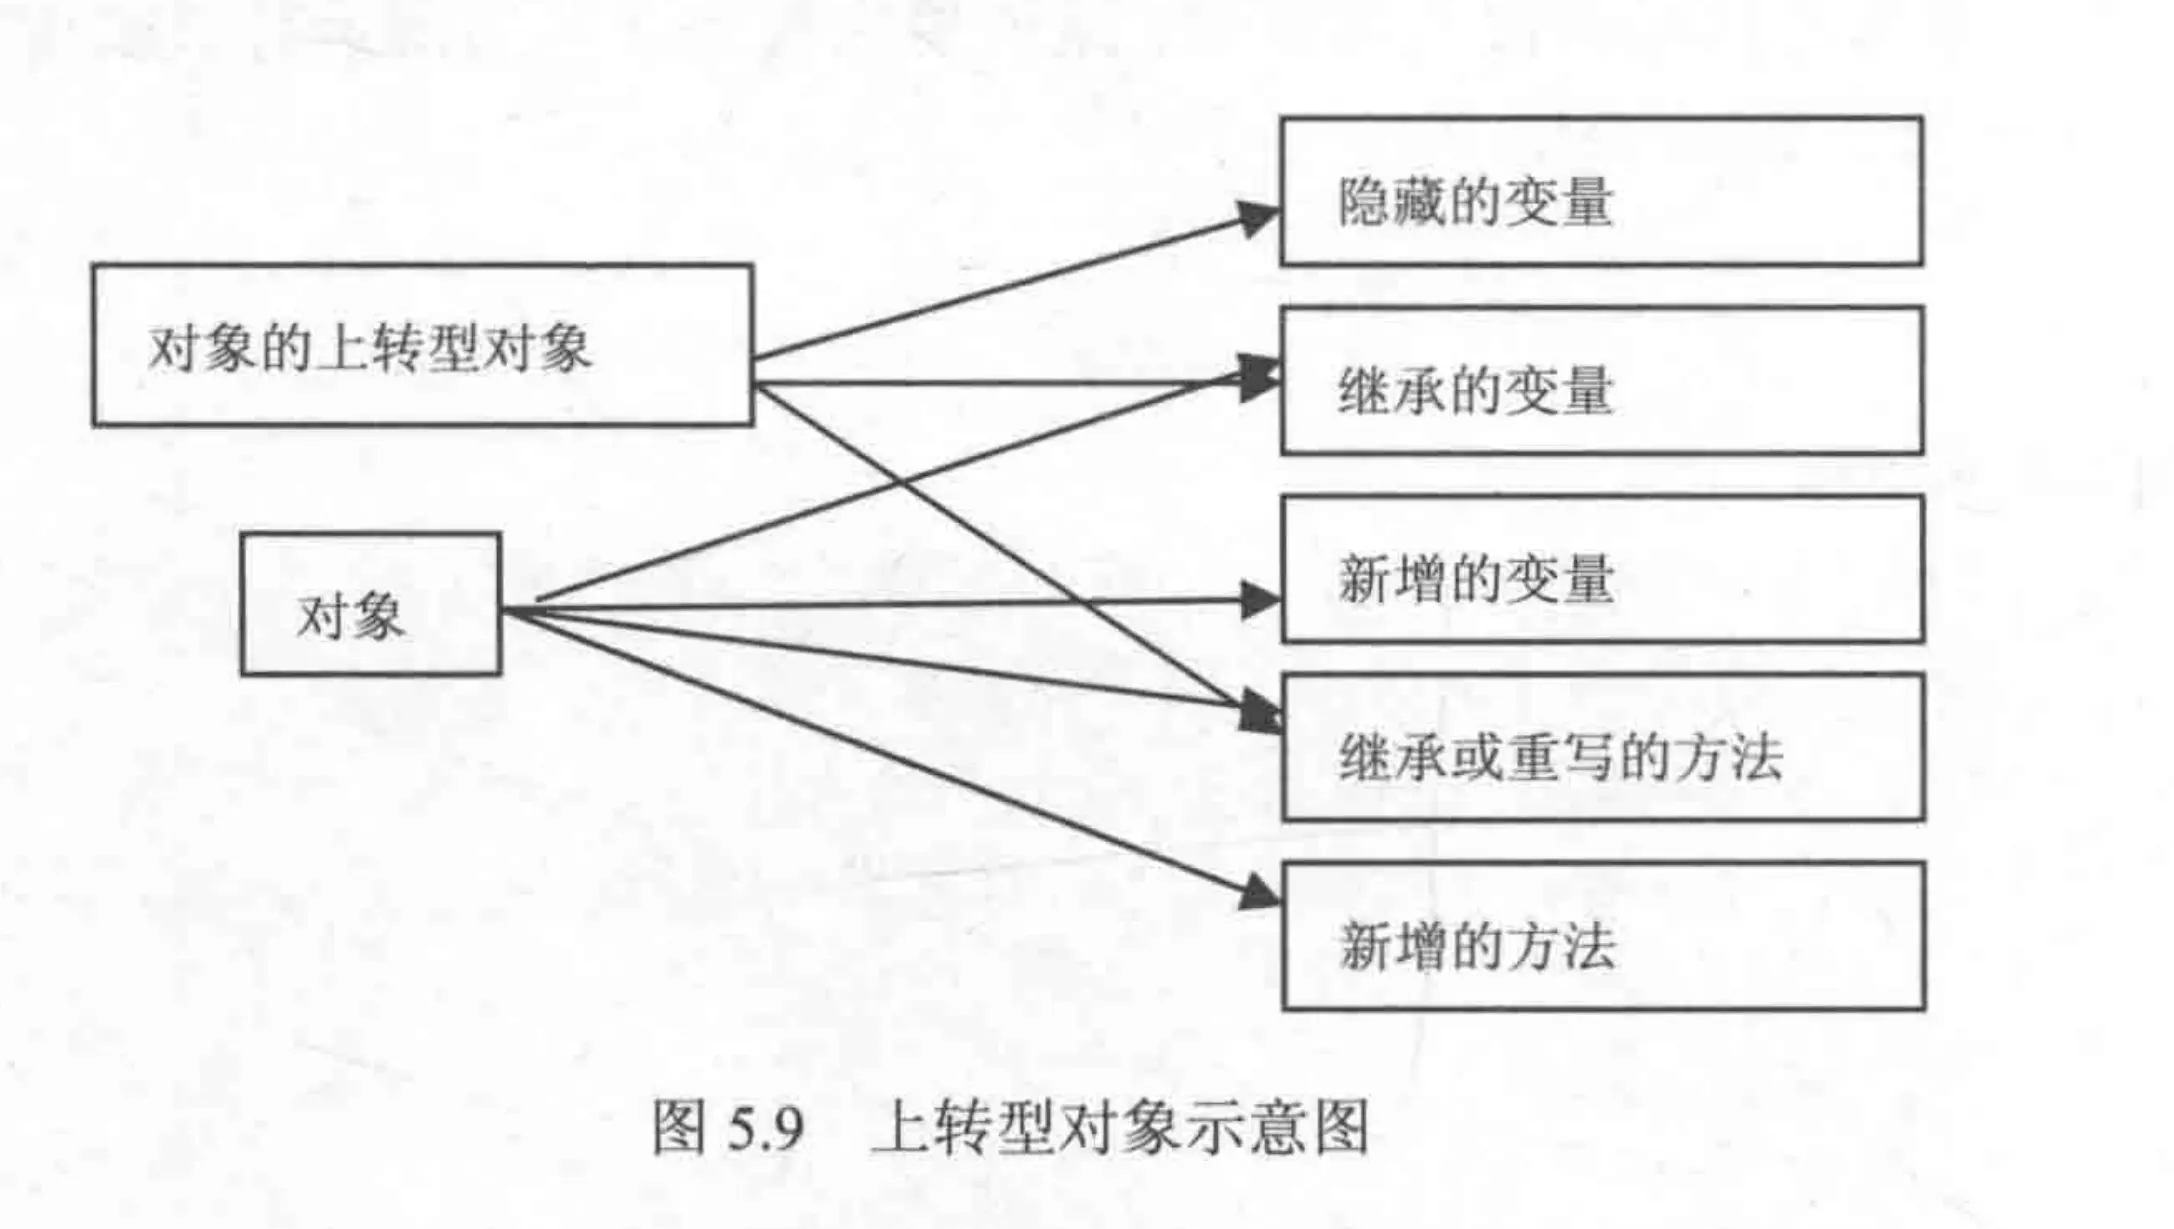 隐藏的变量
对象的上转型对象
继承的变量
新增的变量
对象
继承或重写的方法
新增的方法
图 5.9 上转型对象示意图